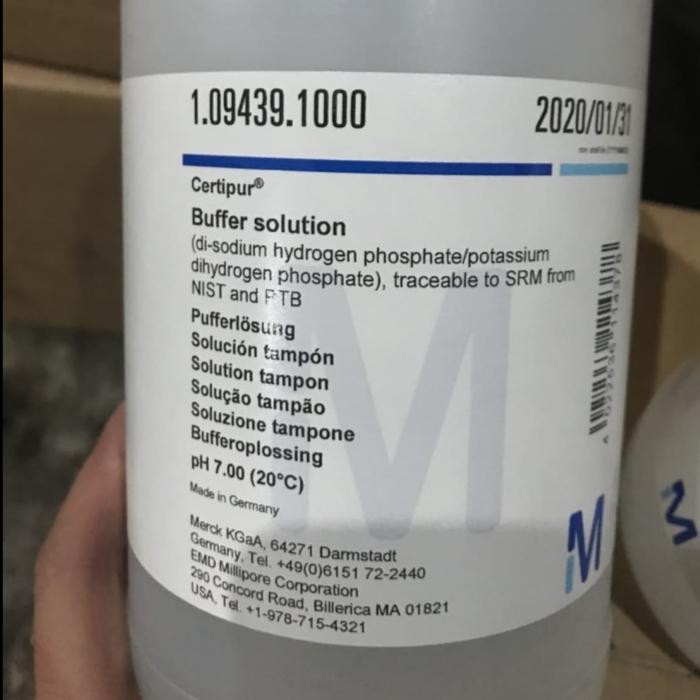 1.09439.1000
2020/01/31
Certipur®
Buffer solution
(di-sodium hydrogen phosphate/potassium
dihydrogen phosphate), traceable to SRM from
NIST and PTB
Pufferlösung
Solución tampón
Solution tampon
Solução tampão
Soluzione tampone
Bufferoplossing
pH 7.00 (20°C)
Made in Germany
Merck KGaA, 64271 Darmstadt
Germany, Tel. +49(0)6151 72-2440
EMD Millipore Corporation
290 Concord Road, Billerica MA 01821
USA, Tel. +1-978-715-4321
M
M
M